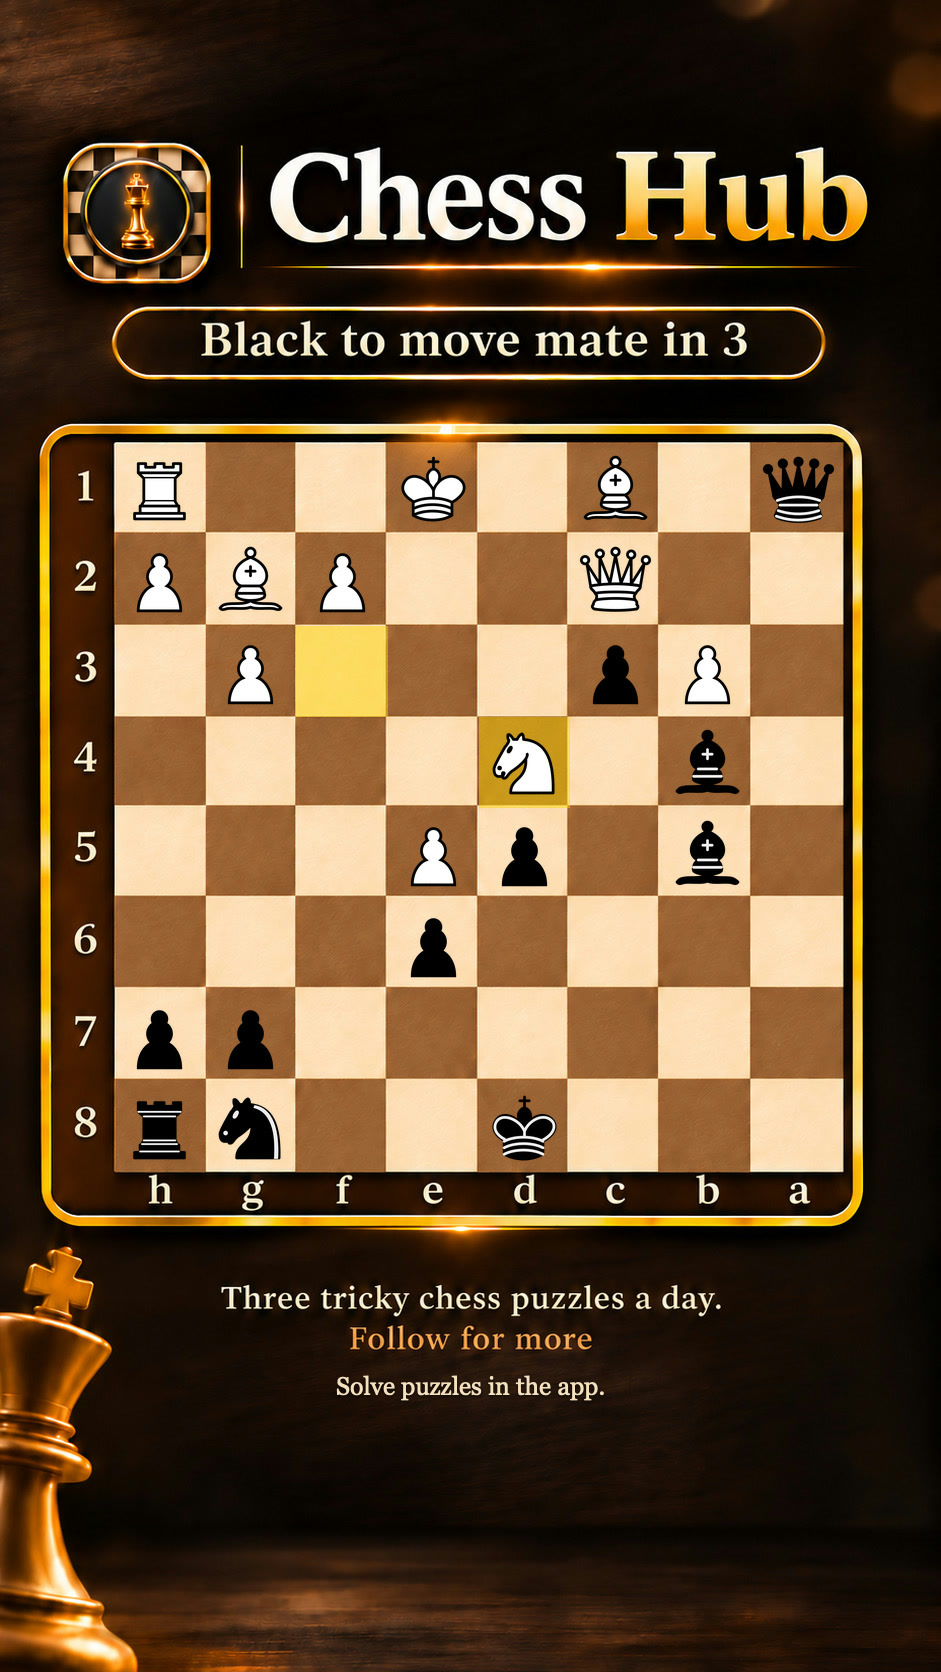 Chess Hub
Black to move mate in 3
1
2
3
4
5
6
7
8
h g f e d c b a
Three tricky chess puzzles a day.
Follow for more
Solve puzzles in the app.